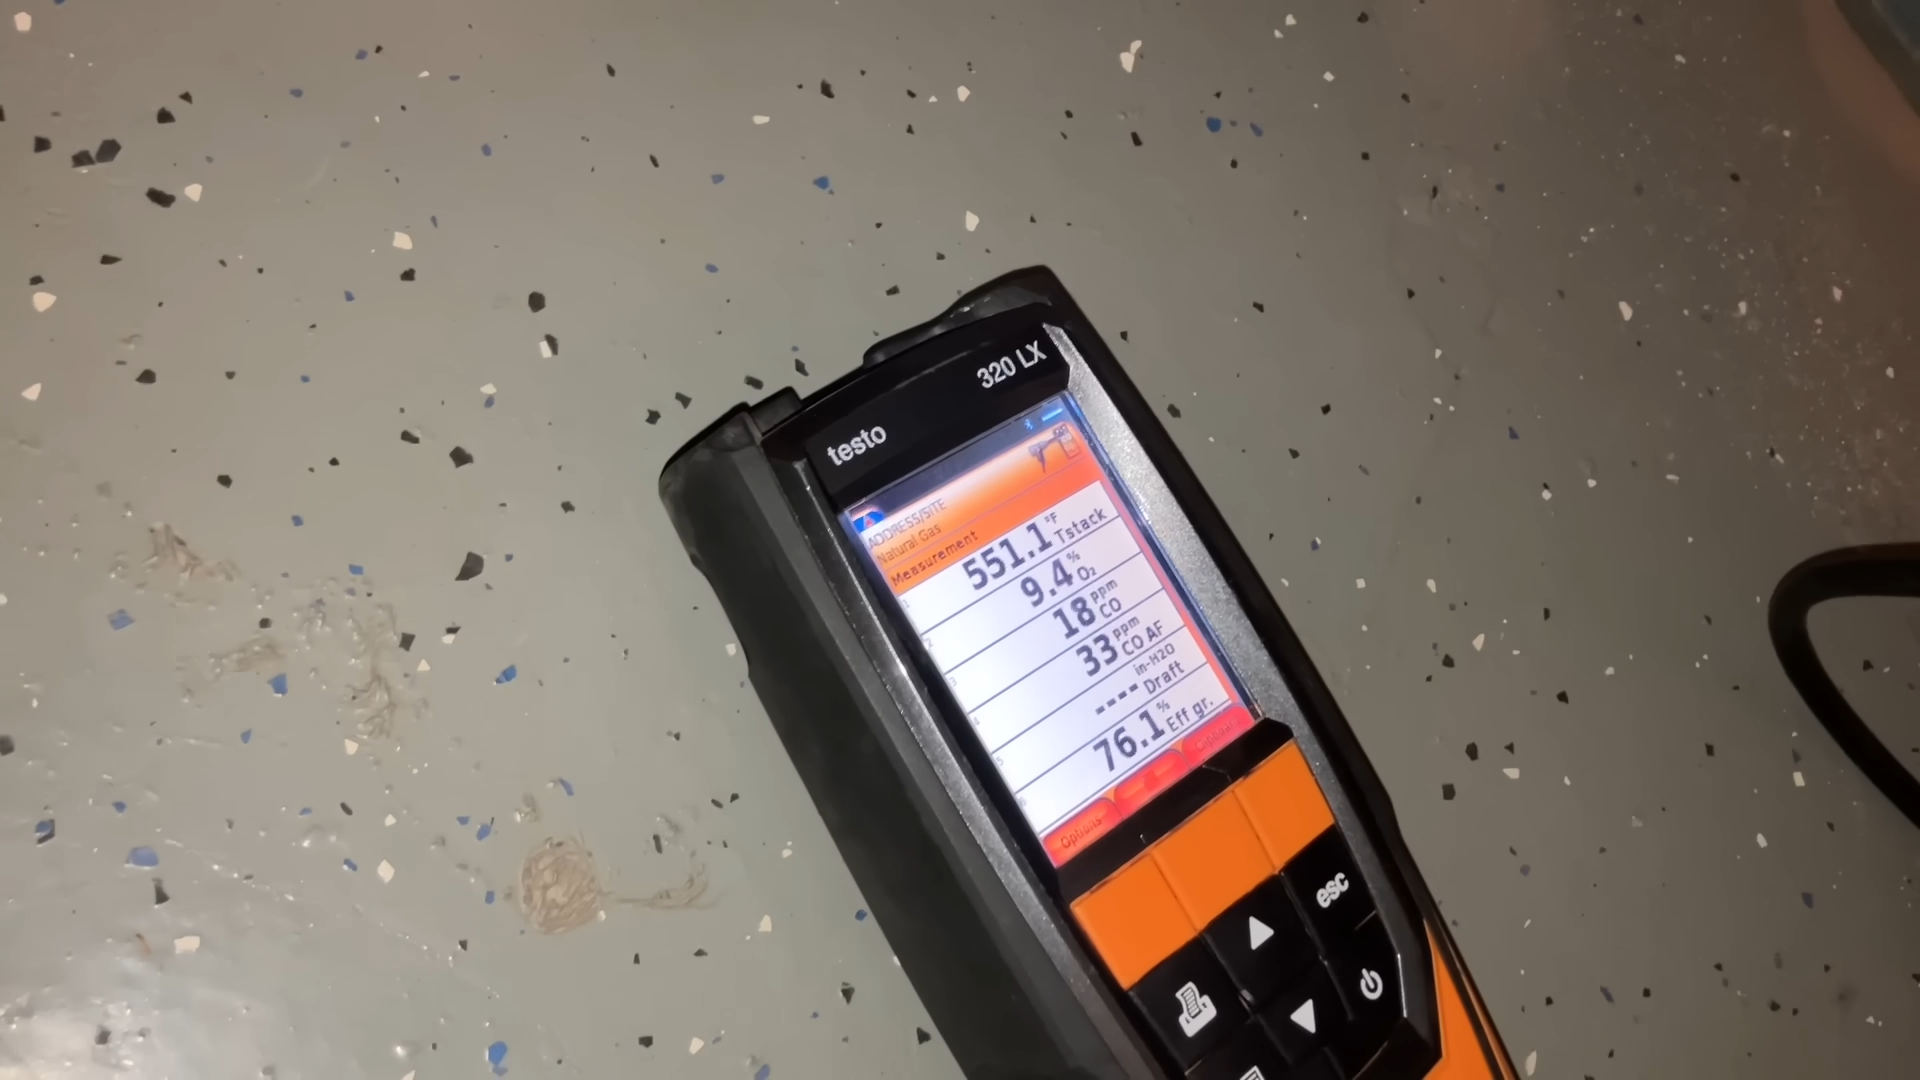 320 LX
testo
ADDRESS/SITE
Natural Gas
Measurement
551.1 °F Tstack
9.4 % O₂
18 ppm CO
33 ppm CO AF
---- in-H2O Draft
76.1 % Eff gr.
Options
esc